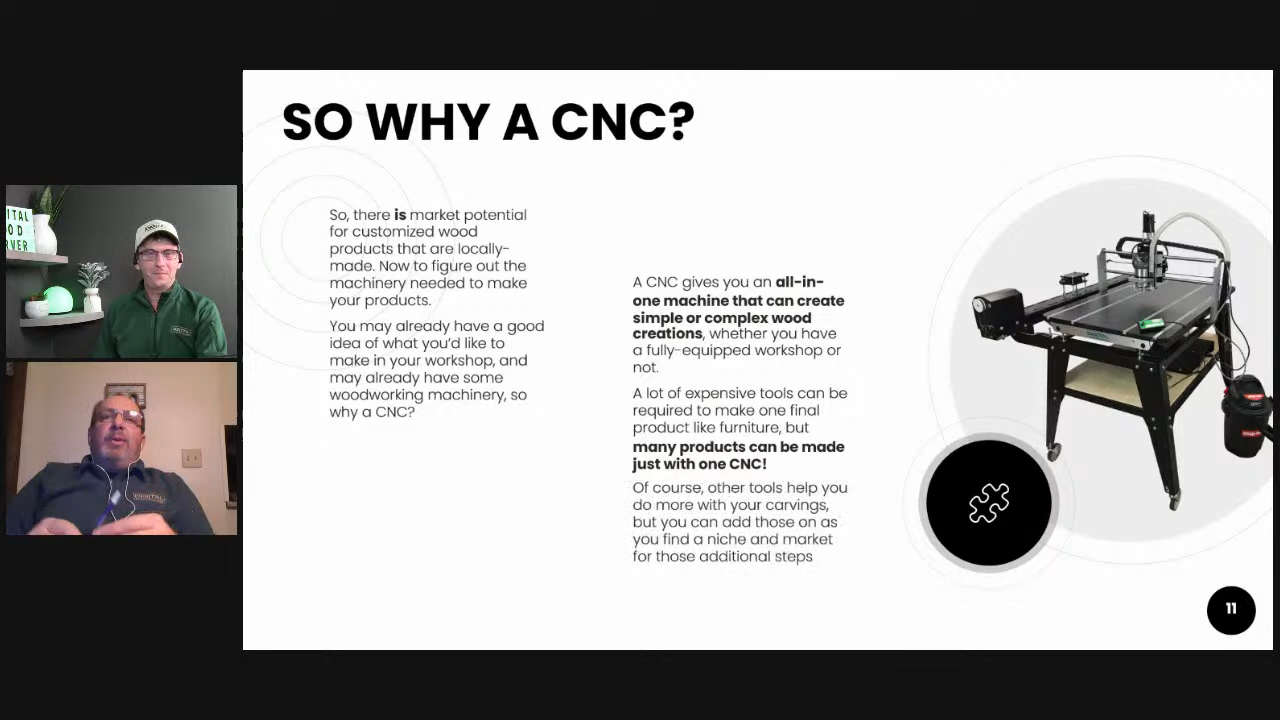 SO WHY A CNC?
So, there is market potential
for customized wood
products that are locally-
made. Now to figure out the
machinery needed to make
your products.
You may already have a good
idea of what you'd like to
make in your workshop, and
may already have some
woodworking machinery, so
why a CNC?
A CNC gives you an all-in-
one machine that can create
simple or complex wood
creations, whether you have
a fully-equipped workshop or
not.
A lot of expensive tools can be
required to make one final
product like furniture, but
many products can be made
just with one CNC!
Of course, other tools help you
do more with your carvings,
but you can add those on as
you find a niche and market
for those additional steps
11
ITAL
OD
VER
DIGITAL